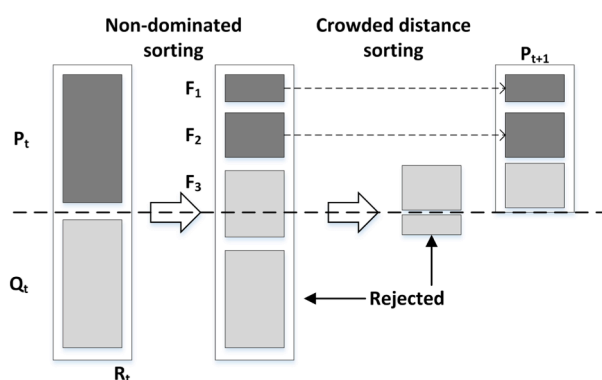 Non-dominated
sorting
Crowded distance
sorting
Pt+1
F1
Pt
F2
F3
Qt
Rejected
Rt